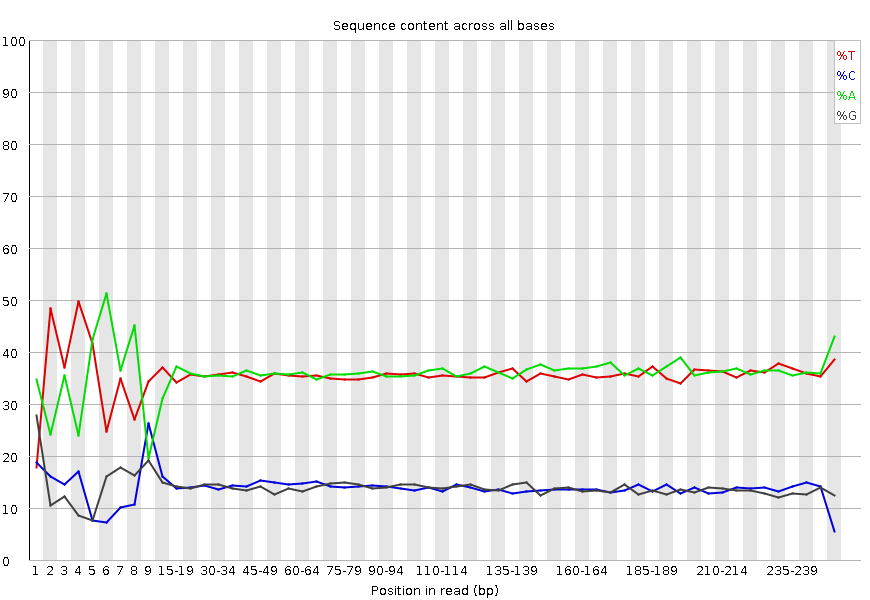 Sequence content across all bases
%T
%C
%A
%G
100
90
80
70
60
50
40
30
20
10
0
1 2 3 4 5 6 7 8 9 15-19 30-34 45-49 60-64 75-79 90-94 110-114 135-139 160-164 185-189 210-214 235-239
Position in read (bp)